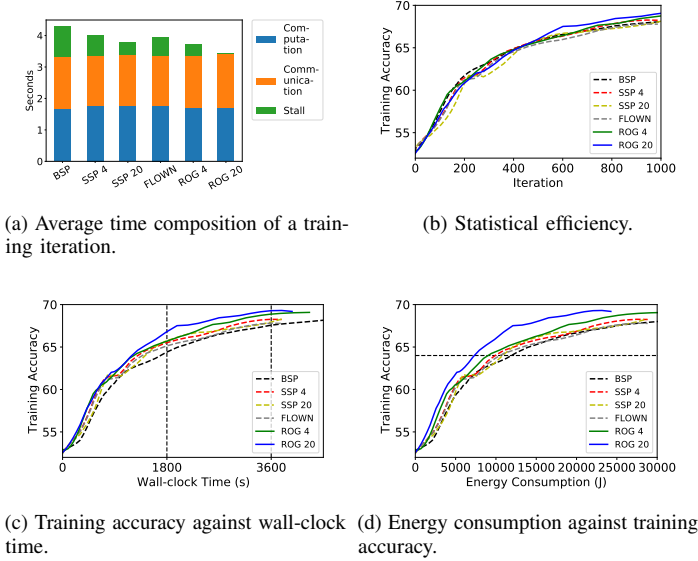 4
3
2
1
0
Seconds
BSP
SSP 4
SSP 20
FLOWN
ROG 4
ROG 20
Com-
puta-
tion
Comm-
unica-
tion
Stall
(a) Average time composition of a train-
ing iteration.
70
65
60
55
Training Accuracy
0 200 400 600 800 1000
Iteration
BSP
SSP 4
SSP 20
FLOWN
ROG 4
ROG 20
(b) Statistical efficiency.
70
65
60
55
Training Accuracy
0 1800 3600
Wall-clock Time (s)
BSP
SSP 4
SSP 20
FLOWN
ROG 4
ROG 20
(c) Training accuracy against wall-clock
time.
70
65
60
55
Training Accuracy
0 5000 10000 15000 20000 25000 30000
Energy Consumption (J)
BSP
SSP 4
SSP 20
FLOWN
ROG 4
ROG 20
(d) Energy consumption against training
accuracy.